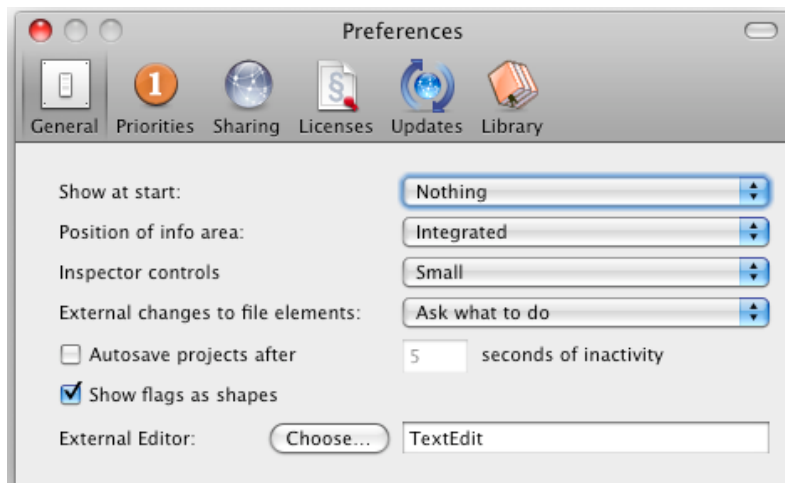 Preferences
1
§
General Priorities Sharing Licenses Updates Library
Show at start: Nothing
Position of info area: Integrated
Inspector controls Small
External changes to file elements: Ask what to do
Autosave projects after 5 seconds of inactivity
Show flags as shapes
External Editor: Choose... TextEdit